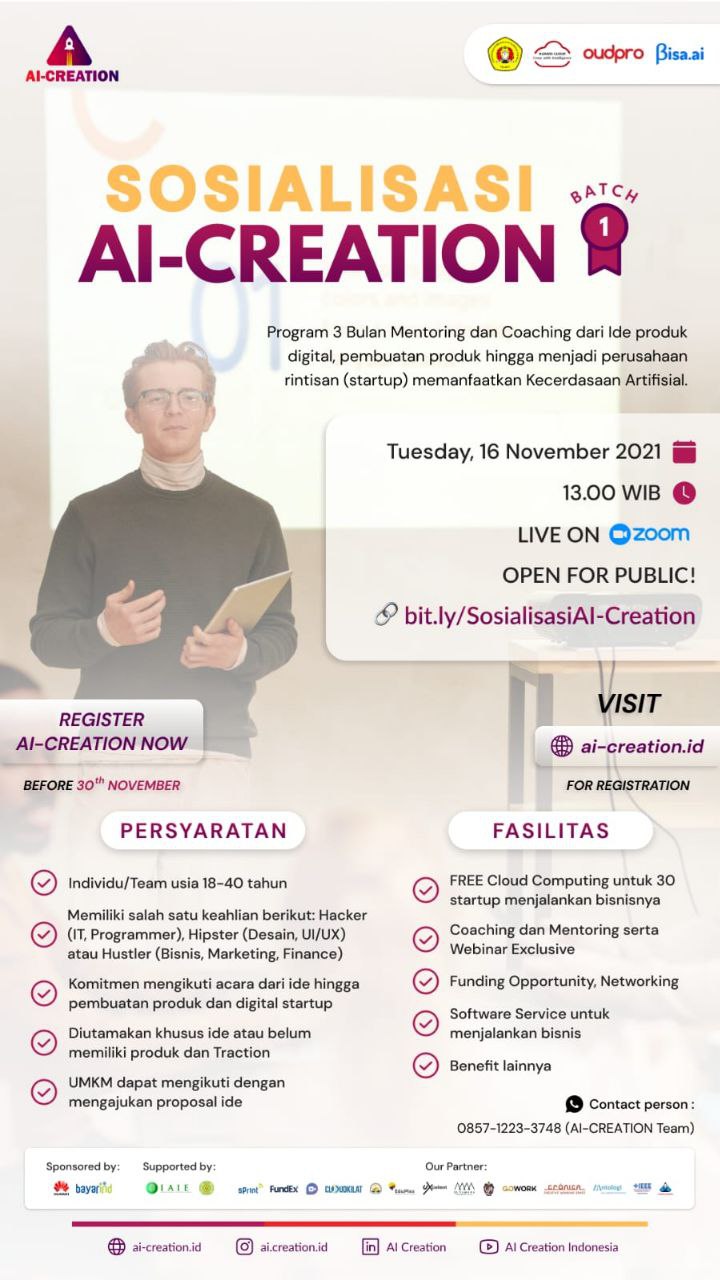 AI-CREATION
oudpro
Bisa.ai
SOSIALISASI
AI-CREATION
BATCH
1
Program 3 Bulan Mentoring dan Coaching dari Ide produk
digital, pembuatan produk hingga menjadi perusahaan
rintisan (startup) memanfaatkan Kecerdasaan Artifisial.
Tuesday, 16 November 2021
13.00 WIB
LIVE ON zoom
OPEN FOR PUBLIC!
bit.ly/SosialisasiAI-Creation
REGISTER
AI-CREATION NOW
BEFORE 30th NOVEMBER
VISIT
ai-creation.id
FOR REGISTRATION
PERSYARATAN
Individu/Team usia 18-40 tahun
Memiliki salah satu keahlian berikut: Hacker
(IT, Programmer), Hipster (Desain, UI/UX)
atau Hustler (Bisnis, Marketing, Finance)
Komitmen mengikuti acara dari ide hingga
pembuatan produk dan digital startup
Diutamakan khusus ide atau belum
memiliki produk dan Traction
UMKM dapat mengikuti dengan
mengajukan proposal ide
FASILITAS
FREE Cloud Computing untuk 30
startup menjalankan bisnisnya
Coaching dan Mentoring serta
Webinar Exclusive
Funding Opportunity, Networking
Software Service untuk
menjalankan bisnis
Benefit lainnya
Contact person :
0857-1223-3748 (AI-CREATION Team)
Sponsored by:
bayarind
Supported by:
IAIE
Our Partner:
sprint
FundEx
CLOUDKILAT
GOWORK
IEEE
ai-creation.id
ai.creation.id
AI Creation
AI Creation Indonesia